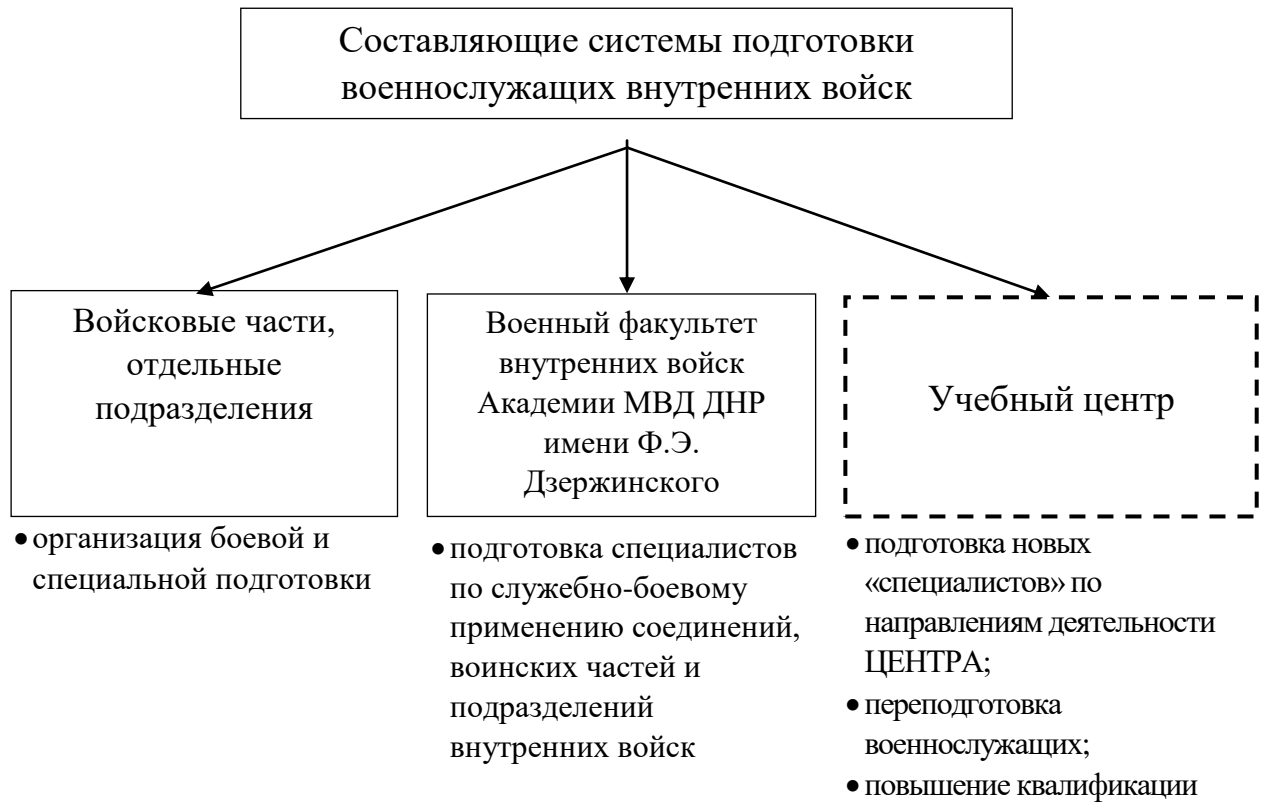 Составляющие системы подготовки
военнослужащих внутренних войск
Войсковые части,
отдельные
подразделения
• организация боевой и
специальной подготовки
Военный факультет
внутренних войск
Академии МВД ДНР
имени Ф.Э.
Дзержинского
• подготовка специалистов
по служебно-боевому
применению соединений,
воинских частей и
подразделений
внутренних войск
Учебный центр
• подготовка новых
«специалистов» по
направлениям деятельности
ЦЕНТРА;
• переподготовка
военнослужащих;
• повышение квалификации